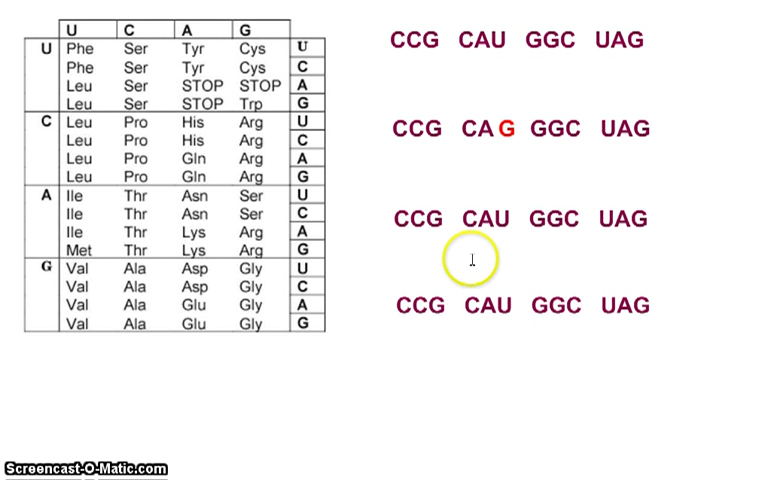 U C A G
U Phe Ser Tyr Cys U
Phe Ser Tyr Cys C
Leu Ser STOP STOP A
Leu Ser STOP Trp G
C Leu Pro His Arg U
Leu Pro His Arg C
Leu Pro Gln Arg A
Leu Pro Gln Arg G
A Ile Thr Asn Ser U
Ile Thr Asn Ser C
Ile Thr Lys Arg A
Met Thr Lys Arg G
G Val Ala Asp Gly U
Val Ala Asp Gly C
Val Ala Glu Gly A
Val Ala Glu Gly G
CCG CAU GGC UAG
CCG CAG GGC UAG
CCG CAU GGC UAG
CCG CAU GGC UAG
Screencast-O-Matic.com